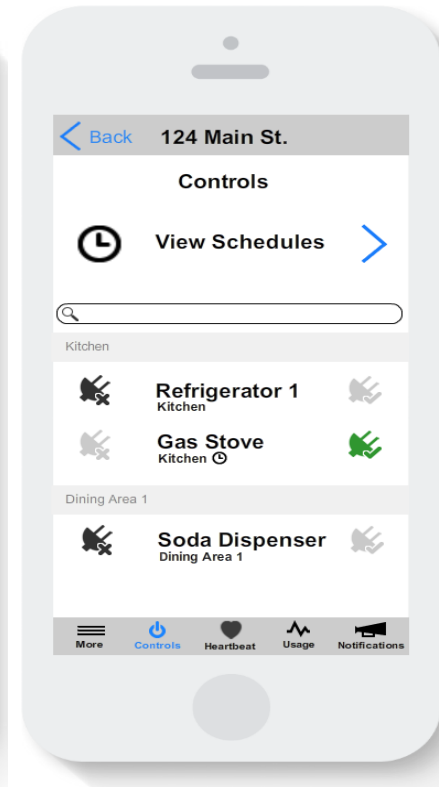 Back 124 Main St.
Controls
View Schedules
Kitchen
Refrigerator 1
Kitchen
Gas Stove
Kitchen
Dining Area 1
Soda Dispenser
Dining Area 1
More Controls Heartbeat Usage Notifications